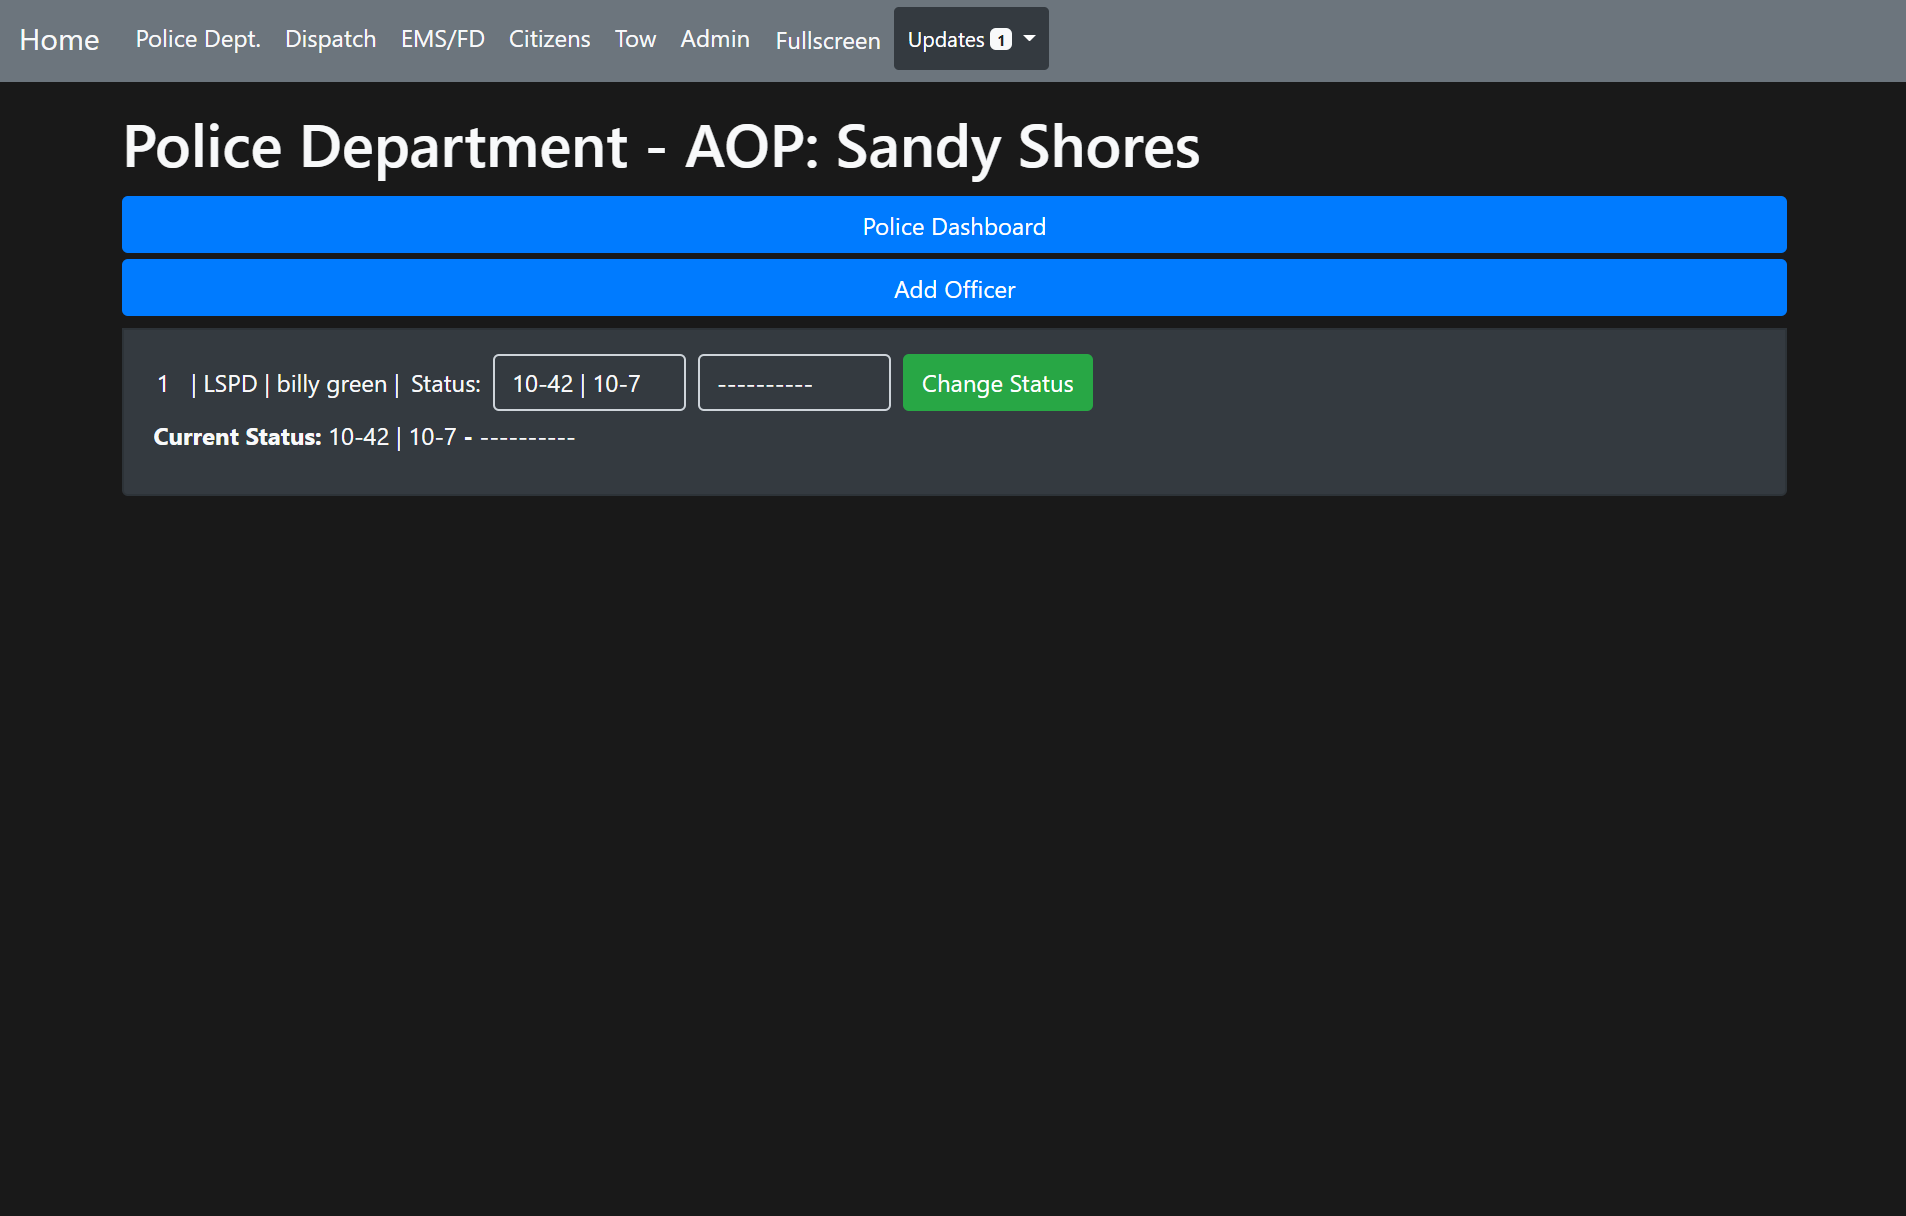 Home Police Dept. Dispatch EMS/FD Citizens Tow Admin Fullscreen Updates 1
Police Department - AOP: Sandy Shores
Police Dashboard
Add Officer
1 | LSPD | billy green | Status: 10-42 | 10-7 ---------- Change Status
Current Status: 10-42 | 10-7 - ----------